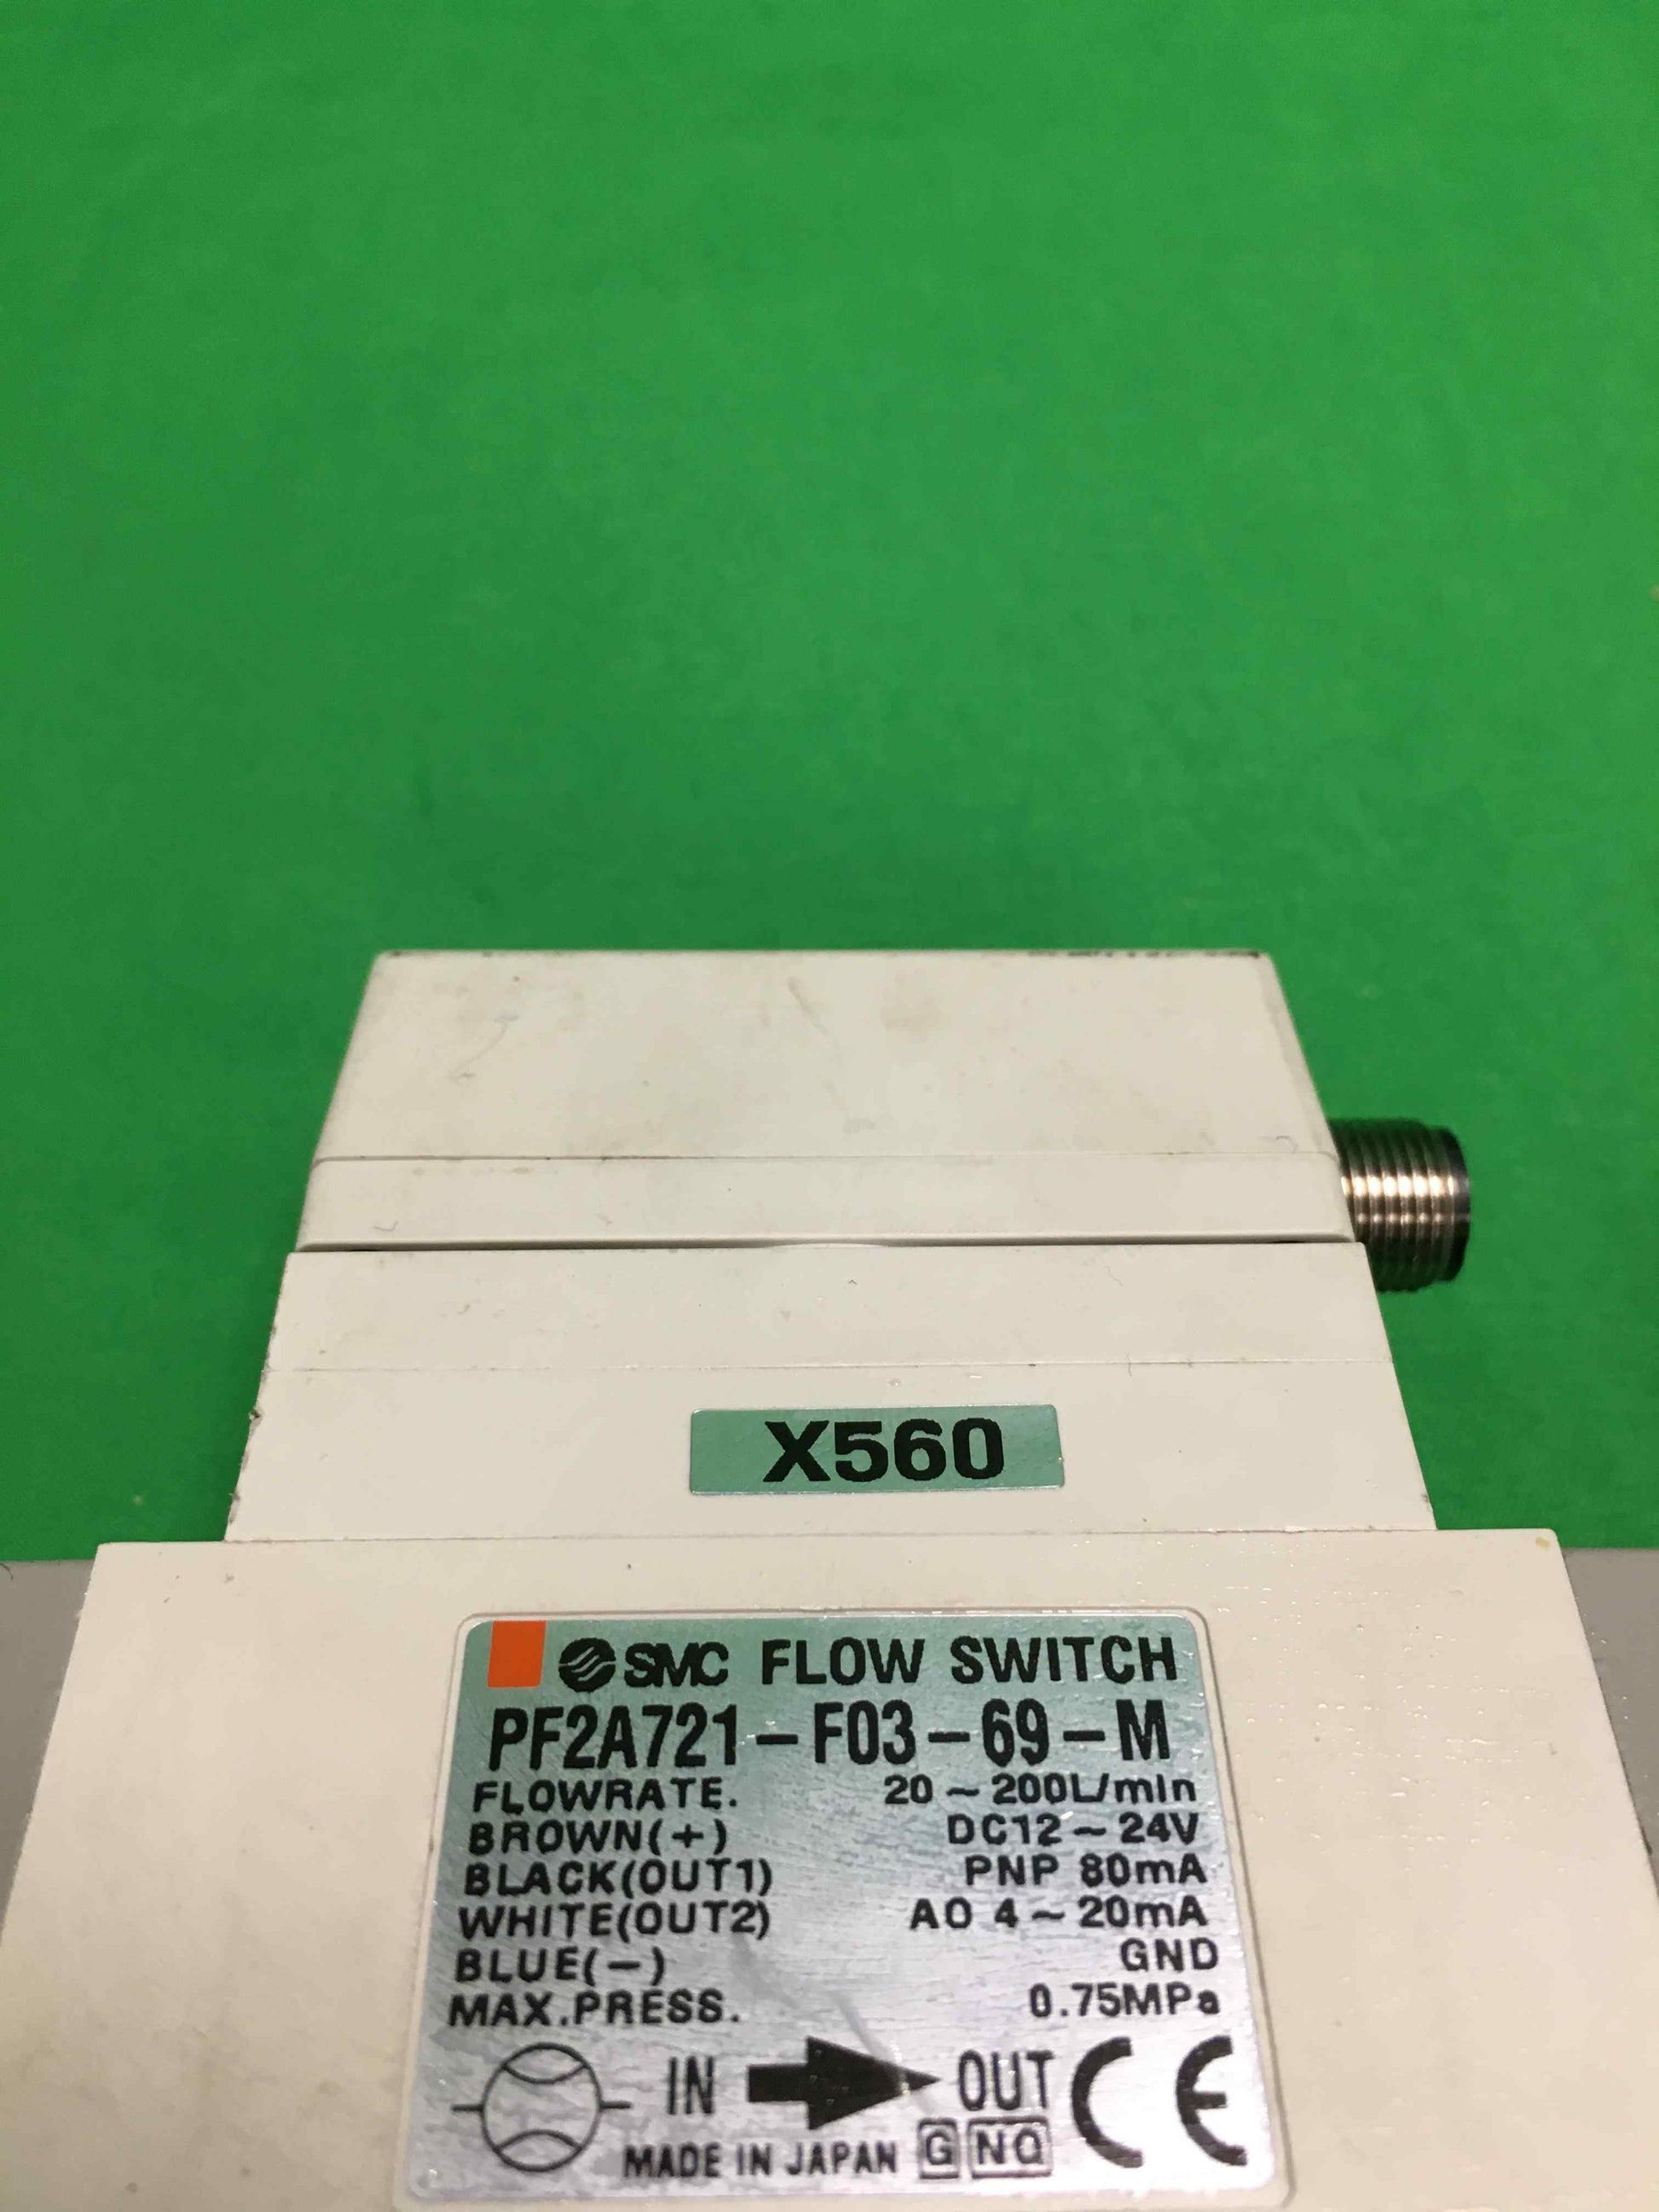 X560
SMC FLOW SWITCH
PF2A721-F03-69-M
FLOWRATE. 20~200L/min
BROWN(+) DC12~24V
BLACK(OUT1) PNP 80mA
WHITE(OUT2) AO 4~20mA
BLUE(-) GND
MAX.PRESS. 0.75MPa
IN OUT CE
MADE IN JAPAN G NQ